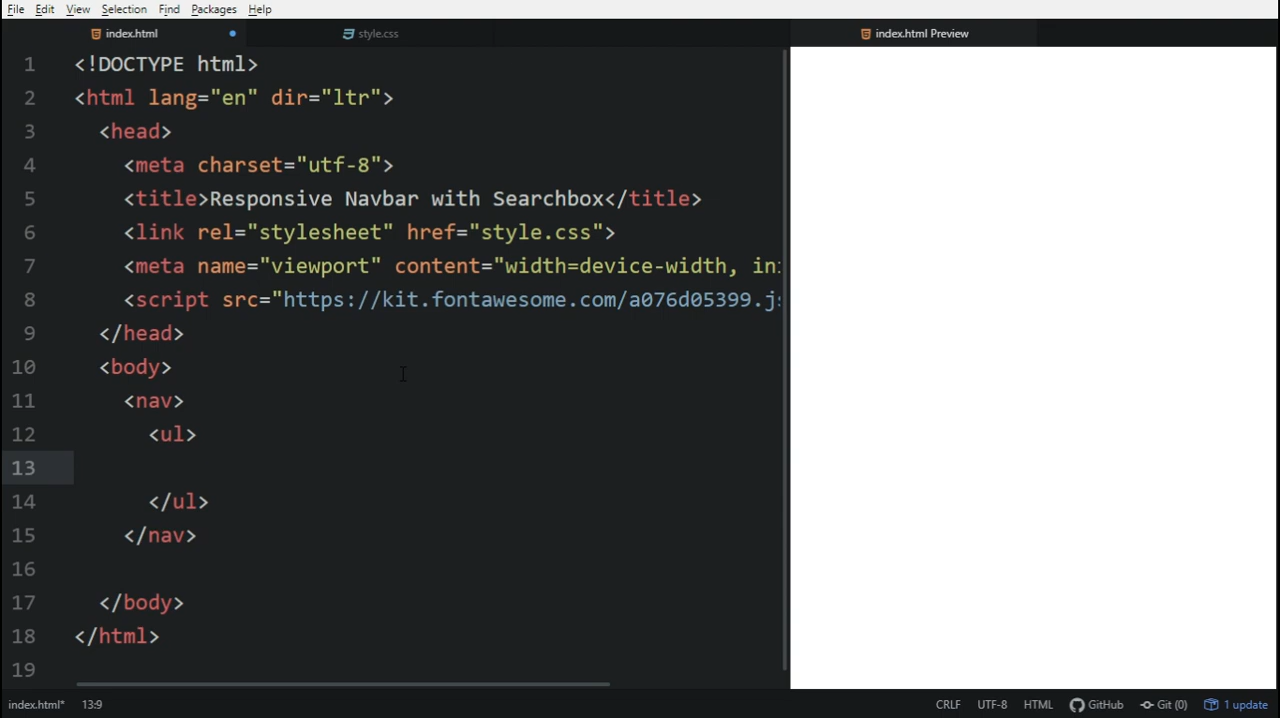 File Edit View Selection Find Packages Help
index.html style.css index.html Preview
1 <!DOCTYPE html>
2 <html lang="en" dir="ltr">
3 <head>
4 <meta charset="utf-8">
5 <title>Responsive Navbar with Searchbox</title>
6 <link rel="stylesheet" href="style.css">
7 <meta name="viewport" content="width=device-width, in
8 <script src="https://kit.fontawesome.com/a076d05399.js
9 </head>
10 <body>
11 <nav>
12 <ul>
13
14 </ul>
15 </nav>
16
17 </body>
18 </html>
19
index.html* 13:9 CRLF UTF-8 HTML GitHub Git (0) 1 update